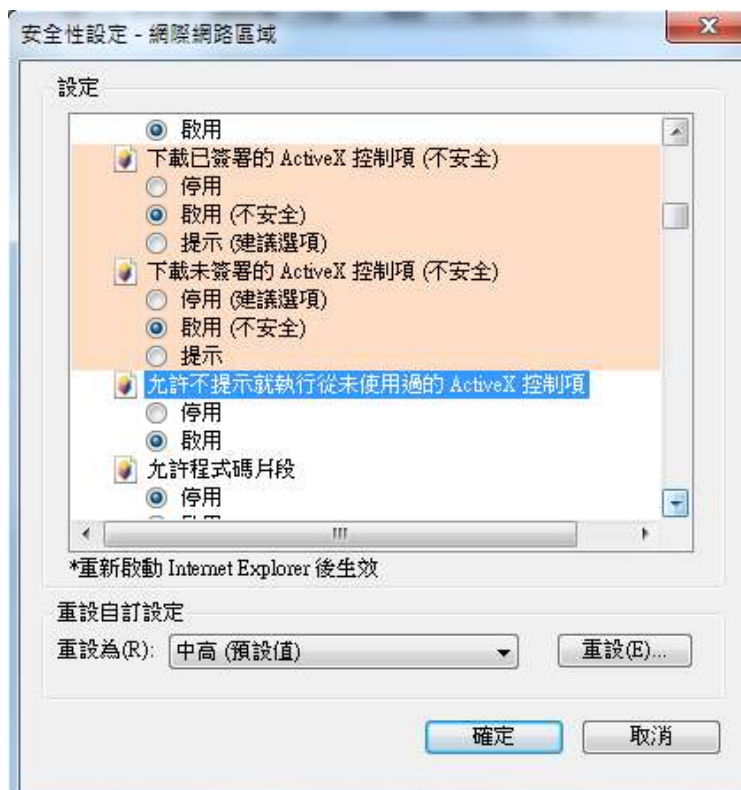 安全性設定 - 網際網路區域
設定
啟用
下載已簽署的 ActiveX 控制項 (不安全)
停用
啟用 (不安全)
提示 (建議選項)
下載未簽署的 ActiveX 控制項 (不安全)
停用 (建議選項)
啟用 (不安全)
提示
允許不提示就執行從未使用過的 ActiveX 控制項
停用
啟用
允許程式碼片段
停用
*重新啟動 Internet Explorer 後生效
重設自訂設定
重設為(R): 中高 (預設值) 重設(E)...
確定 取消